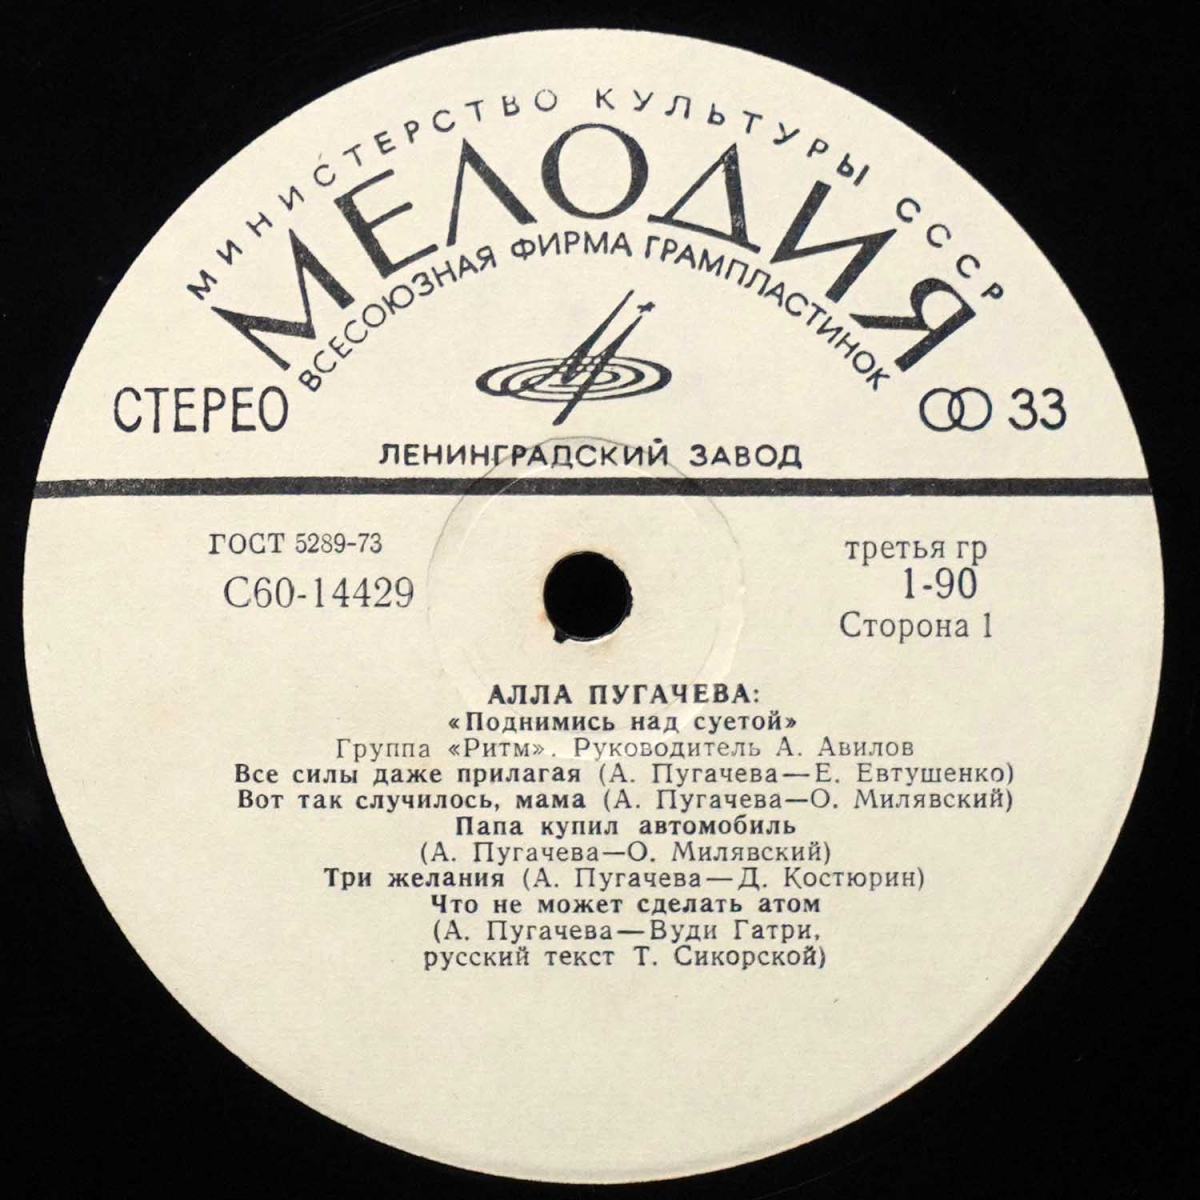 МИНИСТЕРСТВО КУЛЬТУРЫ СССР
МЕЛОДИЯ
ВСЕСОЮЗНАЯ ФИРМА ГРАМПЛАСТИНОК
СТЕРЕО
33
ЛЕНИНГРАДСКИЙ ЗАВОД
ГОСТ 5289-73
С60-14429
третья гр
1-90
Сторона 1
АЛЛА ПУГАЧЕВА:
«Поднимись над суетой»
Группа «Ритм». Руководитель А. Авилов
Все силы даже прилагая (А. Пугачева—Е. Евтушенко)
Вот так случилось, мама (А. Пугачева—О. Милявский)
Папа купил автомобиль
(А. Пугачева—О. Милявский)
Три желания (А. Пугачева—Д. Костюрин)
Что не может сделать атом
(А. Пугачева—Вуди Гатри,
русский текст Т. Сикорской)